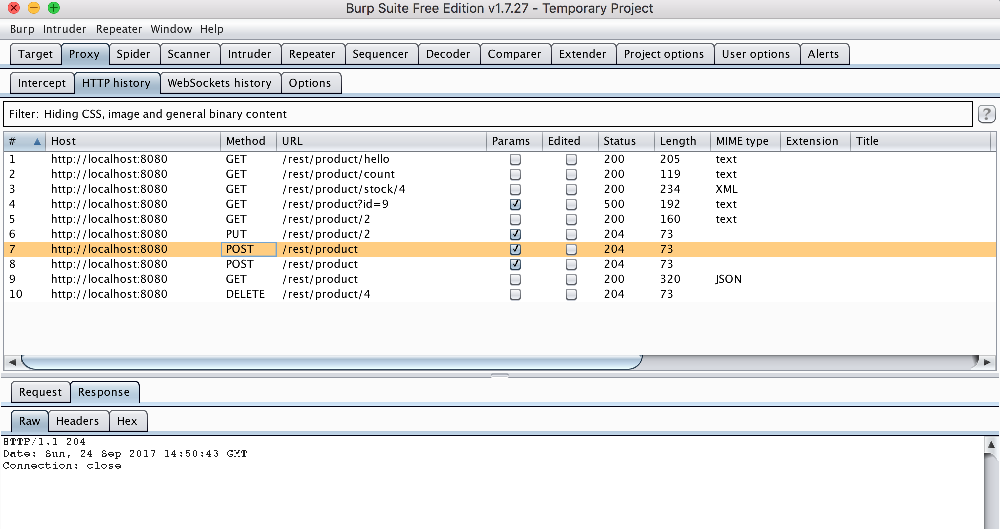 Burp Suite Free Edition v1.7.27 - Temporary Project
Burp Intruder Repeater Window Help
Target Proxy Spider Scanner Intruder Repeater Sequencer Decoder Comparer Extender Project options User options Alerts
Intercept HTTP history WebSockets history Options
Filter: Hiding CSS, image and general binary content ?
# Host Method URL Params Edited Status Length MIME type Extension Title
1 http://localhost:8080 GET /rest/product/hello 200 205 text
2 http://localhost:8080 GET /rest/product/count 200 119 text
3 http://localhost:8080 GET /rest/product/stock/4 200 234 XML
4 http://localhost:8080 GET /rest/product?id=9 500 192 text
5 http://localhost:8080 GET /rest/product/2 200 160 text
6 http://localhost:8080 PUT /rest/product/2 204 73
7 http://localhost:8080 POST /rest/product 204 73
8 http://localhost:8080 POST /rest/product 204 73
9 http://localhost:8080 GET /rest/product 200 320 JSON
10 http://localhost:8080 DELETE /rest/product/4 204 73
Request Response
Raw Headers Hex
HTTP/1.1 204
Date: Sun, 24 Sep 2017 14:50:43 GMT
Connection: close